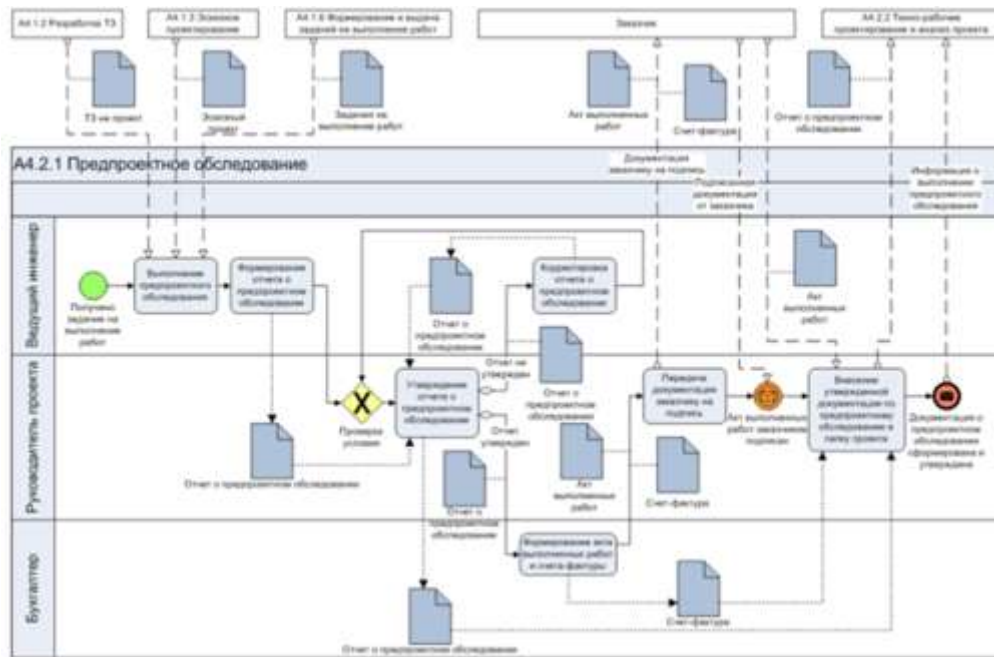 А4.1.2 Разработка ТЗ
А4.1.3 Эскизное
проектирование
А4.1.6 Формирование и выдача
заданий на выполнение работ
Заказчик
А4.2.2 Технo-рабочее
проектирование и анализ проекта
ТЗ на проект
Эскизный
проект
Задания на
выполнение работ
Акт выполненных
работ
Счет-фактура
Отчет о предпроектном
обследовании
А4.2.1 Предпроектное обследование
Документация
заказчику на подпись
Подписанная
документация
от заказчика
Информация о
выполнении
предпроектного
обследования
Ведущий инженер
Получено
задание на
выполнение
работ
Выполнение
предпроектного
обследования
Формирование
отчета о
предпроектном
обследовании
Отчет о
предпроектном
обследовании
Корректировка
отчета о
предпроектном
обследовании
Акт
выполненных
работ
Руководитель проекта
Проверка
условия
Утверждение
отчета о
предпроектном
обследовании
Отчет не
утвержден
Отчет
утвержден
Отчет о
предпроектном
обследовании
Передача
документации
заказчику на
подпись
Акт выполненных
работ заказчиком
подписан
Внесение
утвержденной
документации по
предпроектному
обследованию в
папку проекта
Документация о
предпроектном
обследовании
сформирована и
утверждена
Отчет о предпроектном обследовании
Отчет о
предпроектном
обследовании
Акт
выполненных
работ
Счет-фактура
Бухгалтер
Формирование акта
выполненных работ
и счета-фактуры
Счет-фактура
Отчет о предпроектном обследовании